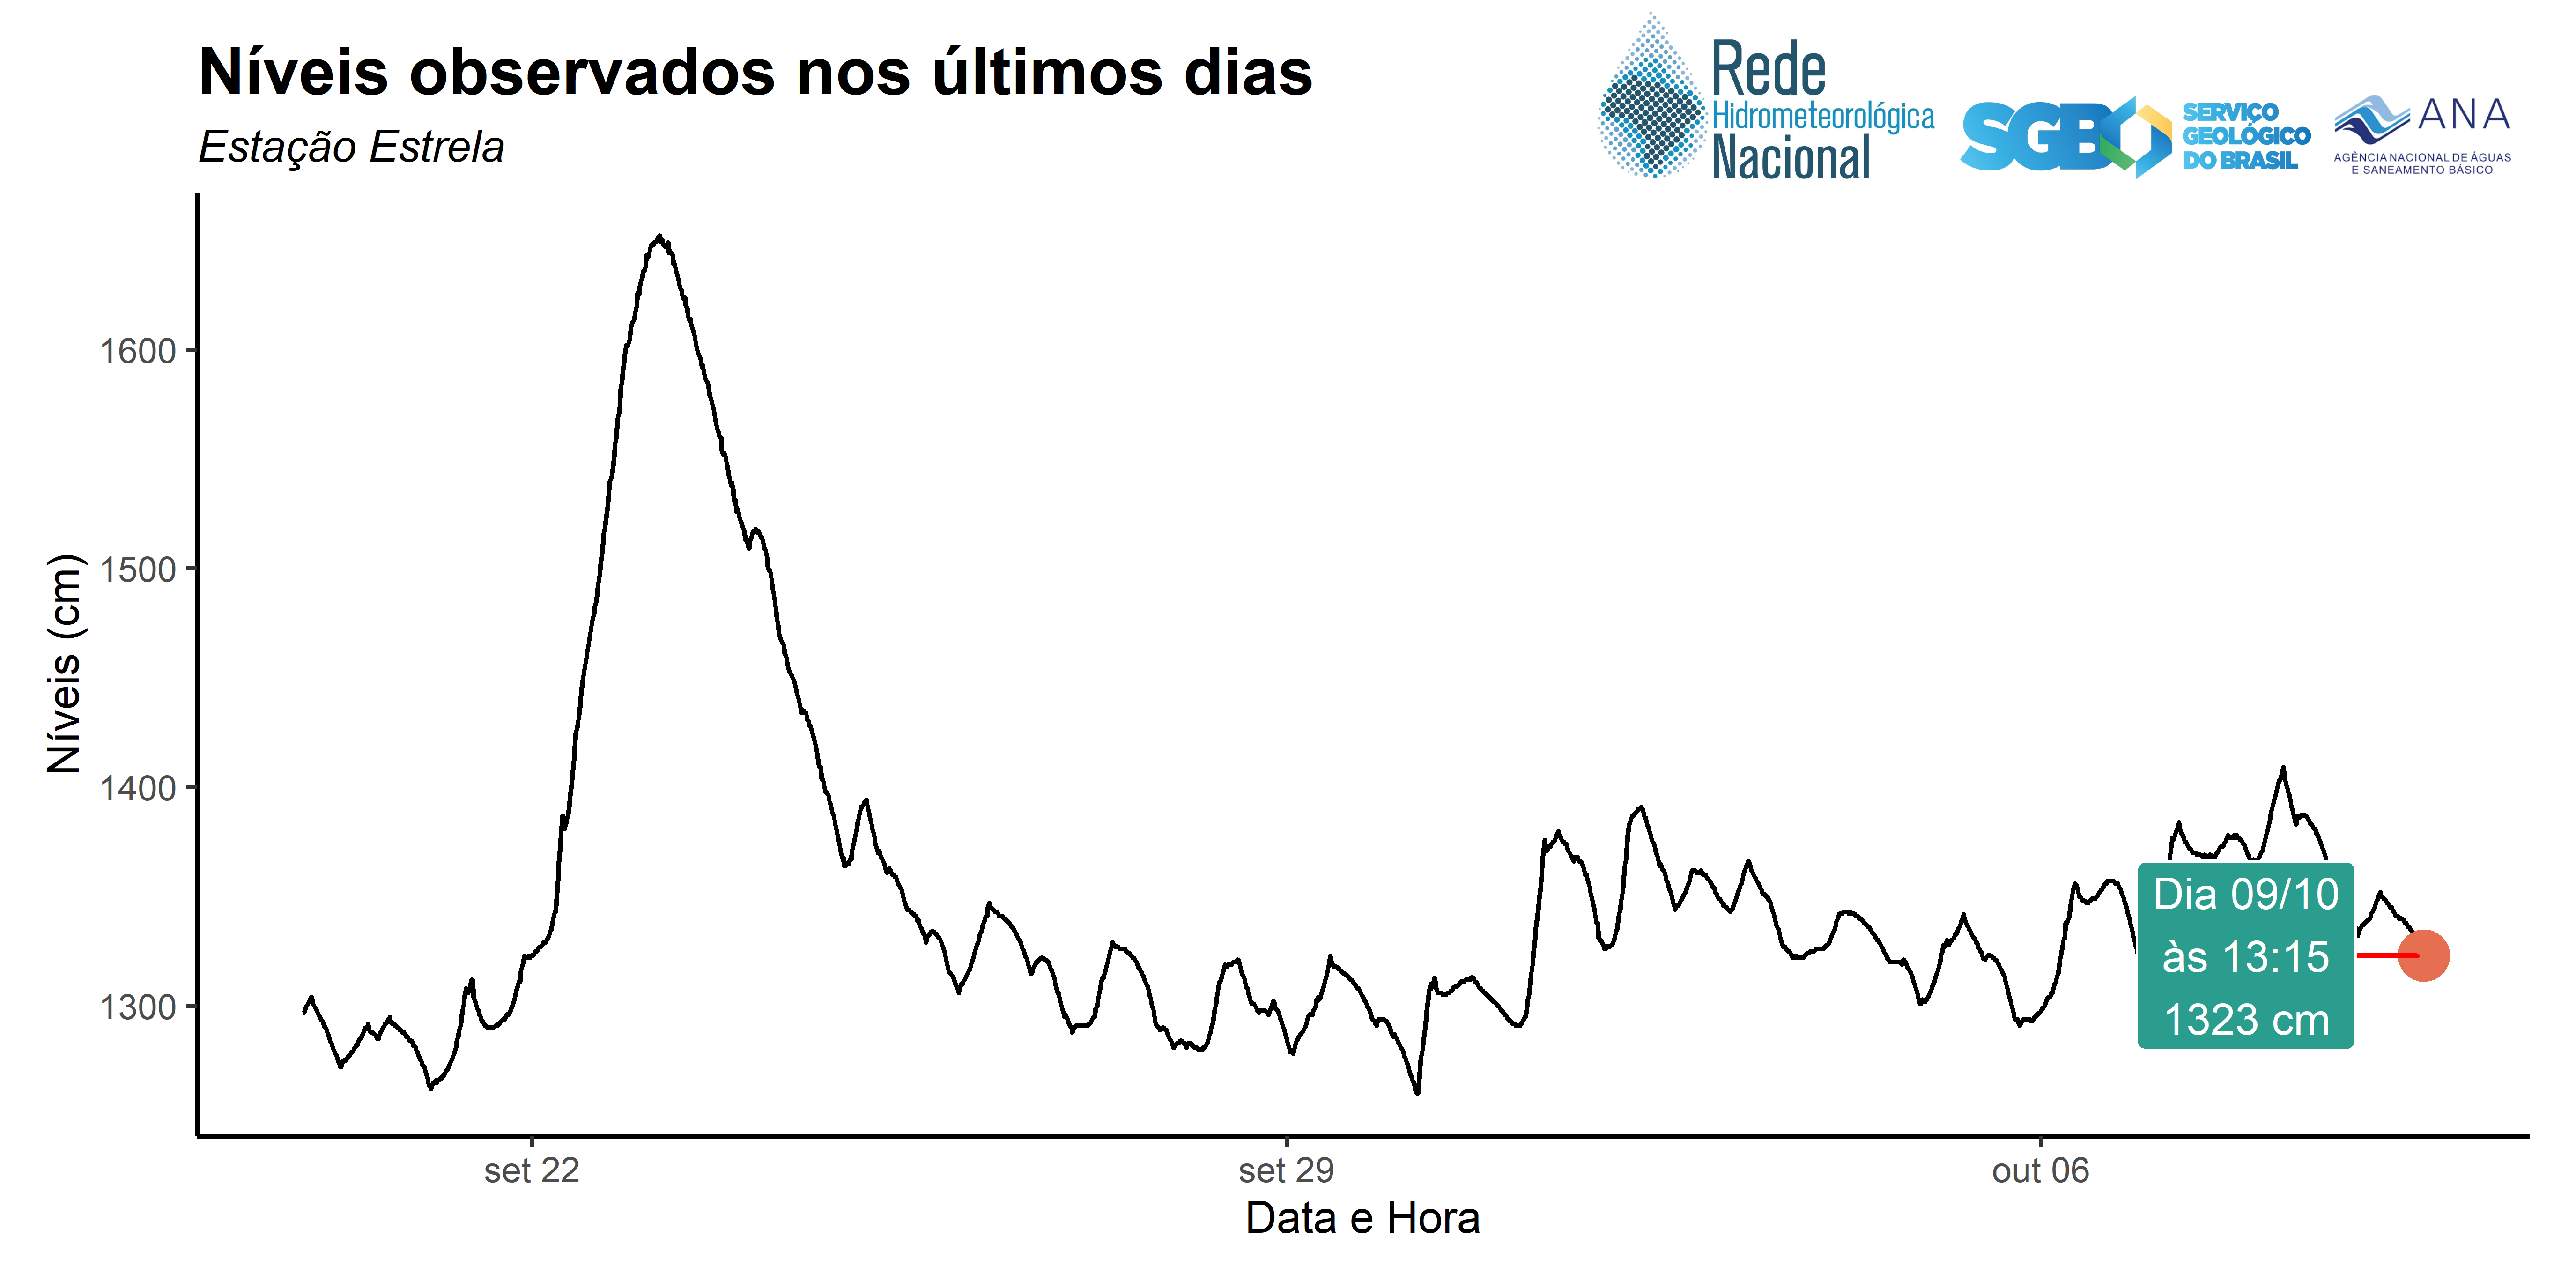 Níveis observados nos últimos dias
Estação Estrela
Rede
Hidrometeorológica
Nacional
SGB
SERVIÇO
GEOLÓGICO
DO BRASIL
ANA
AGÊNCIA NACIONAL DE ÁGUAS
E SANEAMENTO BÁSICO
Níveis (cm)
1600
1500
1400
1300
Dia 09/10
às 13:15
1323 cm
set 22
set 29
out 06
Data e Hora